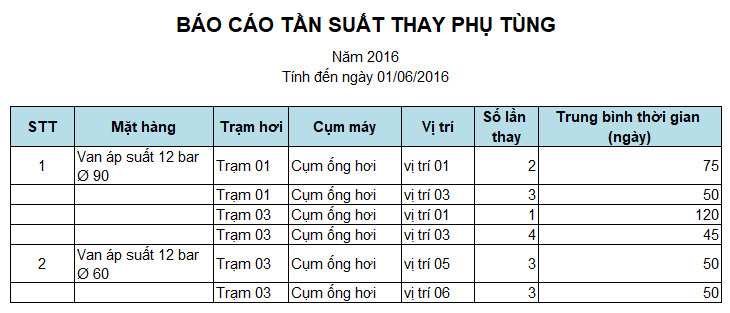 BÁO CÁO TẦN SUẤT THAY PHỤ TÙNG
Năm 2016
Tính đến ngày 01/06/2016
STT Mặt hàng Trạm hơi Cụm máy Vị trí Số lần thay Trung bình thời gian (ngày)
1 Van áp suất 12 bar Ø 90 Trạm 01 Cụm ống hơi vị trí 01 2 75
Trạm 01 Cụm ống hơi vị trí 03 3 50
Trạm 03 Cụm ống hơi vị trí 01 1 120
Trạm 03 Cụm ống hơi vị trí 03 4 45
2 Van áp suất 12 bar Ø 60 Trạm 03 Cụm ống hơi vị trí 05 3 50
Trạm 03 Cụm ống hơi vị trí 06 3 50